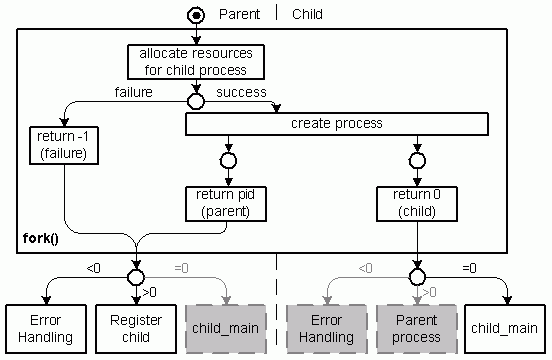 Parent | Child
allocate resources
for child process
failure
success
create process
return -1
(failure)
return pid
(parent)
return 0
(child)
fork()
<0
=0
>0
<0
=0
>0
Error
Handling
Register
child
child_main
Error
Handling
Parent
process
child_main